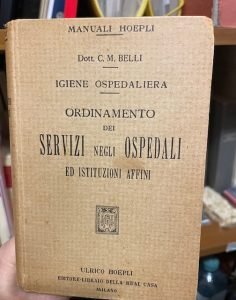 MANUALI HOEPLI
Dott. C. M. BELLI
IGIENE OSPEDALIERA
ORDINAMENTO
DEI
SERVIZI NEGLI OSPEDALI
ED ISTITUZIONI AFFINI
ULRICO HOEPLI
EDITORE-LIBRAIO DELLA REAL CASA
MILANO